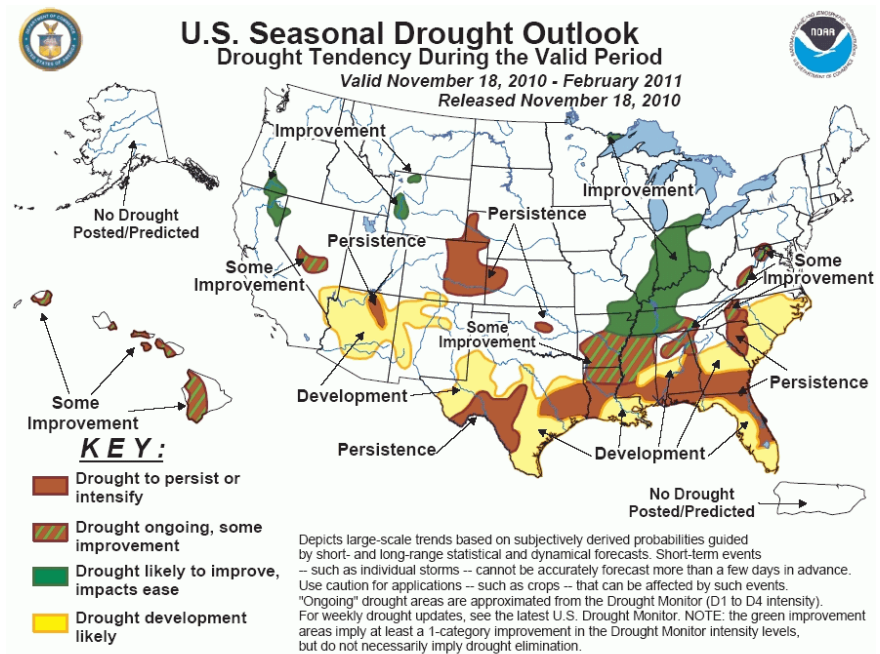 U.S. Seasonal Drought Outlook
Drought Tendency During the Valid Period
Valid November 18, 2010 - February 2011
Released November 18, 2010
NOAA
Improvement
No Drought
Posted/Predicted
Improvement
Persistence
Persistence
Some
Improvement
Some
Improvement
Some
Improvement
Development
Persistence
Some
Improvement
Persistence
Development
No Drought
Posted/Predicted
KEY:
Drought to persist or
intensify
Drought ongoing, some
improvement
Drought likely to improve,
impacts ease
Drought development
likely
Depicts large-scale trends based on subjectively derived probabilities guided
by short- and long-range statistical and dynamical forecasts. Short-term events
-- such as individual storms -- cannot be accurately forecast more than a few days in advance.
Use caution for applications -- such as crops -- that can be affected by such events.
"Ongoing" drought areas are approximated from the Drought Monitor (D1 to D4 intensity).
For weekly drought updates, see the latest U.S. Drought Monitor. NOTE: the green improvement
areas imply at least a 1-category improvement in the Drought Monitor intensity levels,
but do not necessarily imply drought elimination.